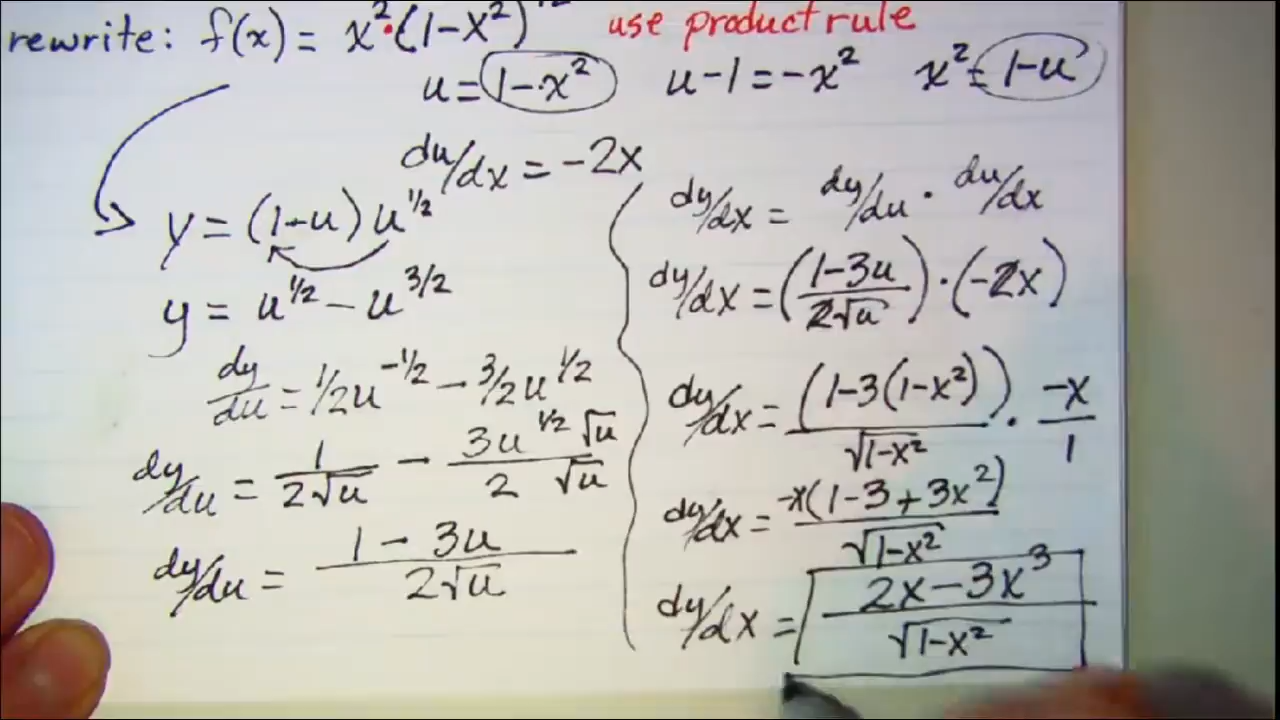 rewrite: f(x) = x²·(1-x²)^1/2 use product rule
u = 1-x² u-1 = -x² x² = 1-u
du/dx = -2x
y = (1-u) u^1/2
y = u^1/2 - u^3/2
dy/du = 1/2u^-1/2 - 3/2u^1/2
dy/du = 1/2√u - 3u^1/2 √u/2 √u
dy/du = 1 - 3u/2√u
dy/dx = dy/du · du/dx
dy/dx = (1-3u/2√u)·(-2x)
dy/dx = (1-3(1-x²))/√1-x² · -x/1
dy/dx = -x(1-3+3x²)/√1-x²
dy/dx = 2x-3x³/√1-x²